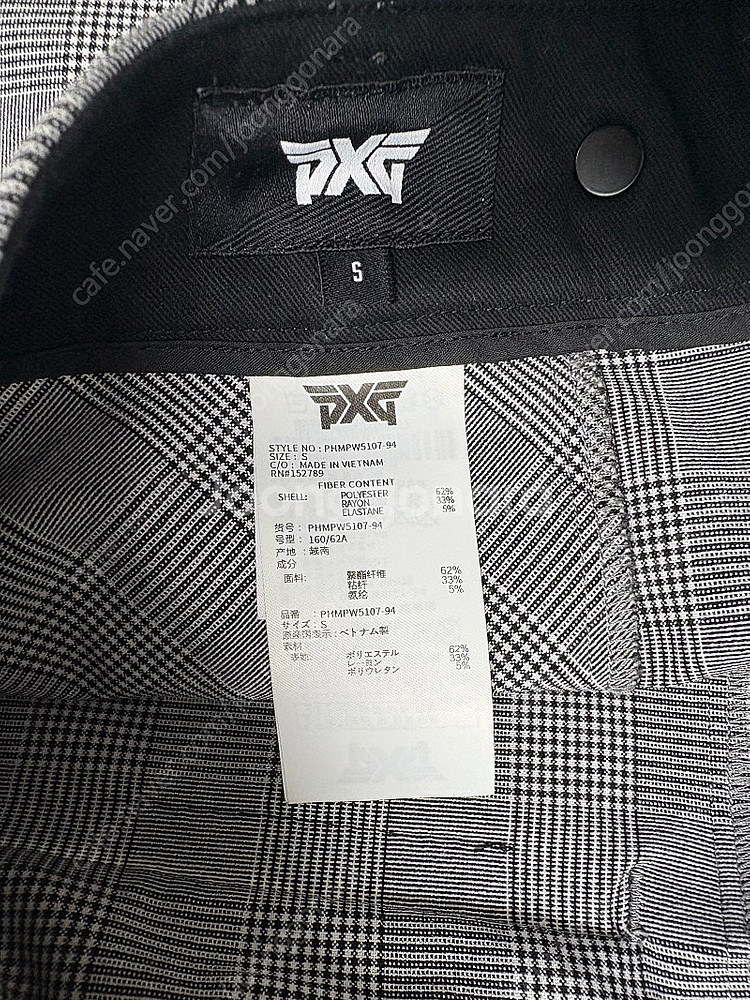 PXG
S
PXG
STYLE NO : PHMPW5107-94
SIZE : S
C/O : MADE IN VIETNAM
RN#152789
FIBER CONTENT
SHELL: POLYESTER 62%
RAYON 33%
ELASTANE 5%
货号 : PHMPW5107-94
号型 : 160/62A
产地 : 越南
成分
面料: 聚酯纤维 62%
粘纤 33%
氨纶 5%
品番 : PHMPW5107-94
サイズ : S
原産国表示 : ベトナム製
素材
表地: ポリエステル 62%
レーヨン 33%
ポリウレタン 5%
cafe.naver.com/joonggonara
joonggonara